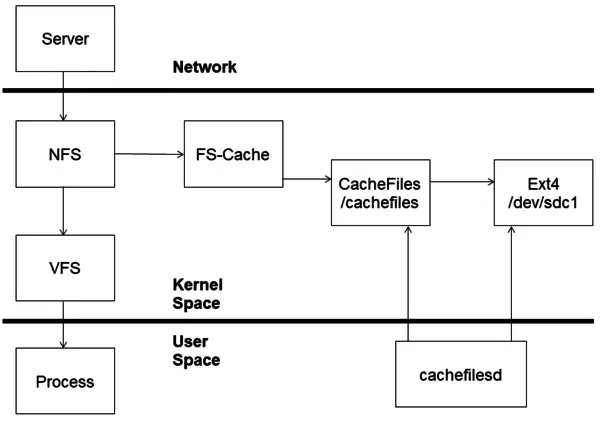 Server
Network
NFS
FS-Cache
CacheFiles
/cachefiles
Ext4
/dev/sdc1
VFS
Kernel
Space
User
Space
Process
cachefilesd